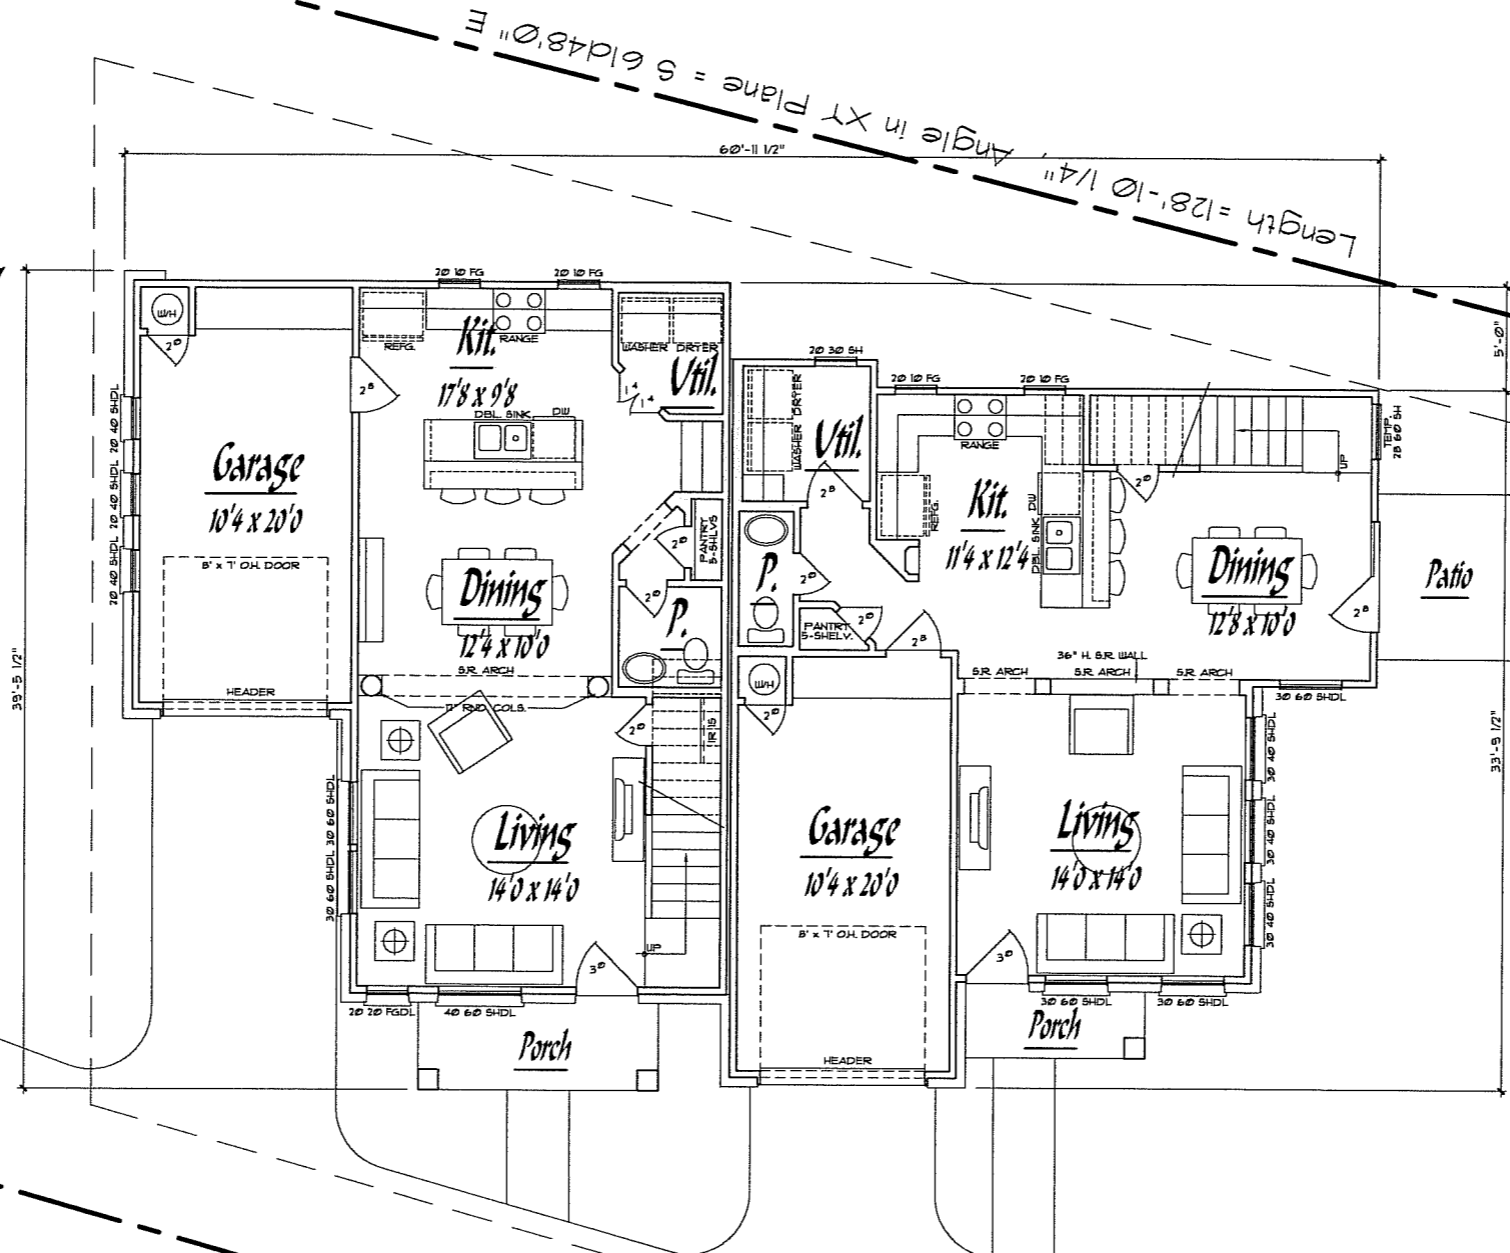 Length =128'-10 1/4" , Angle in XY Plane = S 61d48'0" E
60'-11 1/2"
39'-5 1/2"
5'-0"
33'-5 1/2"
20 10 FG
20 10 FG
W/H
2⁰
REFG.
Kit.
17'8 x 9'8
RANGE
WASHER DRYER
Util.
1⁴
1⁴
2⁸
DBL. SINK
DW
20 40 SHDL
20 40 SHDL
20 40 SHDL
Garage
10'4 x 20'0
8' x 7' O.H. DOOR
HEADER
PANTRY
5-SHLVS
2⁰
2⁰
Dining
12'4 x 10'0
P.
S.R. ARCH
12" RND. COLS.
2⁰
30 60 SHDL
30 60 SHDL
Living
14'0 x 14'0
UP
3⁰
20 20 FGDL
40 60 SHDL
Porch
20 30 SH
WASHER DRYER
Util.
2⁸
20 10 FG
20 10 FG
RANGE
REFG.
Kit.
11'4 x 12'4
DBL. SINK DW
2⁰
UP
TEMP.
28 60 SH
P.
2⁰
PANTRY
5-SHELV.
2⁰
2⁸
Dining
12'8 x 10'0
2⁸
Patio
36" H. S.R. WALL
S.R. ARCH
S.R. ARCH
S.R. ARCH
30 60 SHDL
W/H
2⁰
Garage
10'4 x 20'0
8' x 7' O.H. DOOR
HEADER
Living
14'0 x 14'0
30 40 SHDL
30 40 SHDL
30 40 SHDL
3⁰
30 60 SHDL
30 60 SHDL
Porch